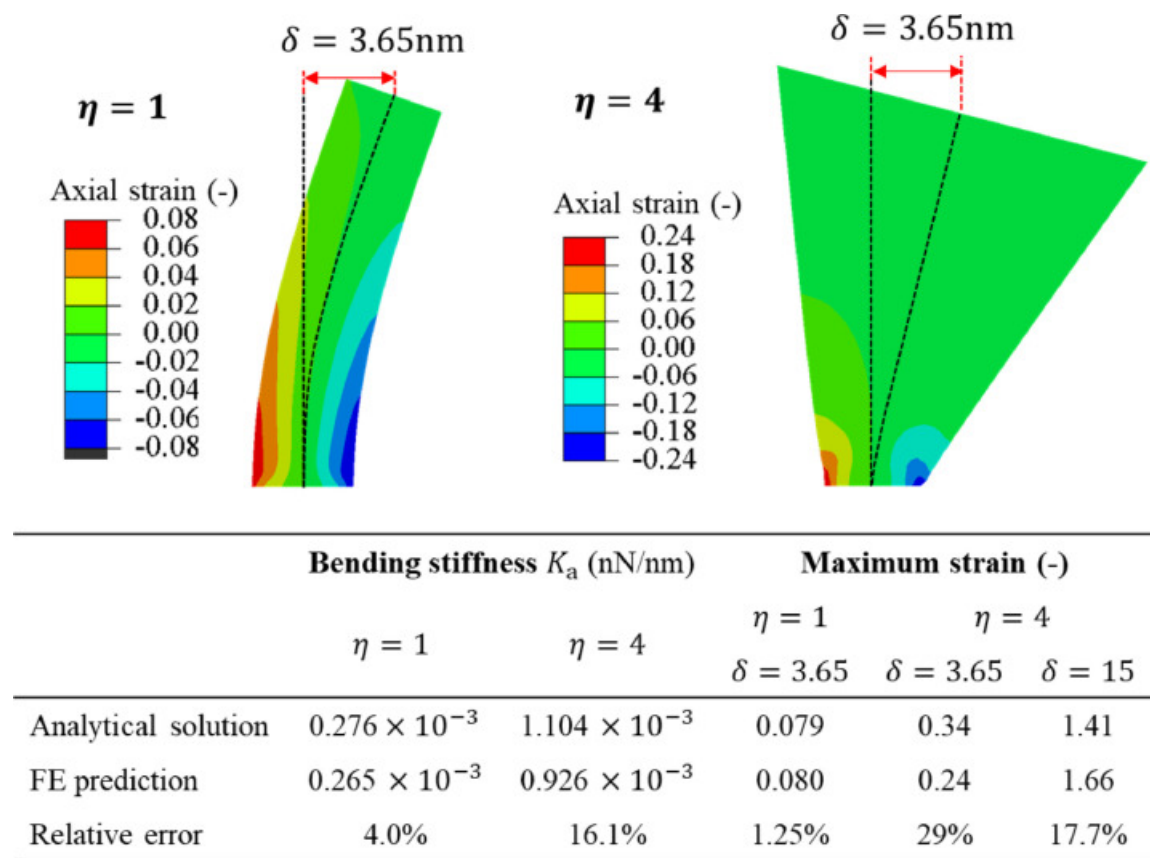 δ = 3.65nm
δ = 3.65nm
η = 1
η = 4
Axial strain (-)
0.08
0.06
0.04
0.02
0.00
-0.02
-0.04
-0.06
-0.08
Axial strain (-)
0.24
0.18
0.12
0.06
0.00
-0.06
-0.12
-0.18
-0.24
Bending stiffness Kₐ (nN/nm) Maximum strain (-)
η = 1 η = 4 η = 1 η = 4
δ = 3.65 δ = 3.65 δ = 15
Analytical solution 0.276 × 10⁻³ 1.104 × 10⁻³ 0.079 0.34 1.41
FE prediction 0.265 × 10⁻³ 0.926 × 10⁻³ 0.080 0.24 1.66
Relative error 4.0% 16.1% 1.25% 29% 17.7%